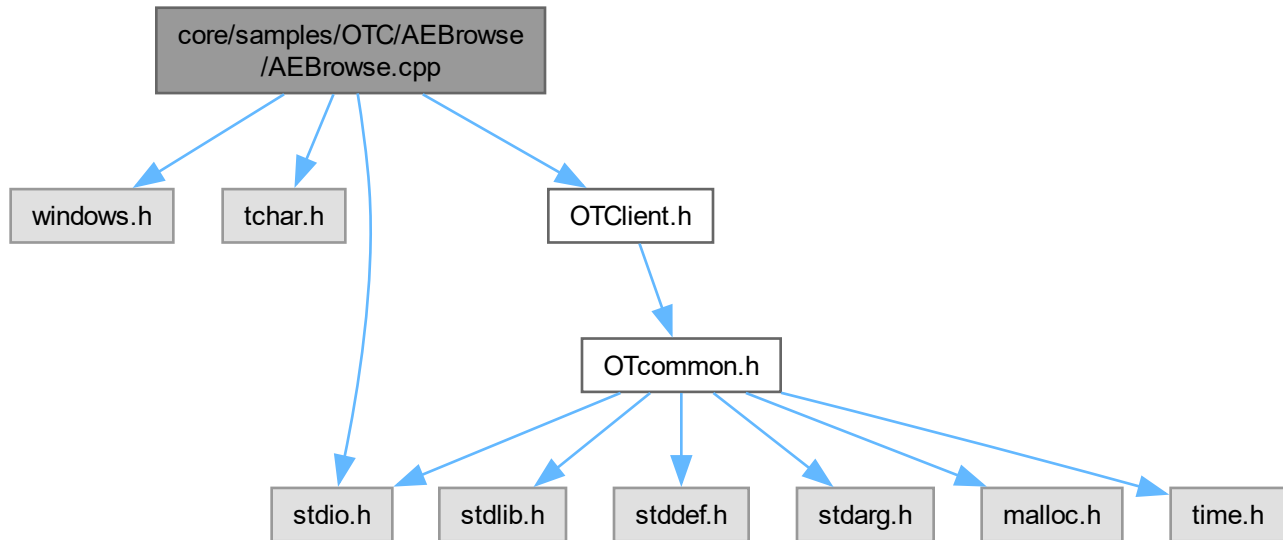 core/samples/OTC/AEBrowse
/AEBrowse.cpp
windows.h
tchar.h
OTClient.h
OTcommon.h
stdio.h
stdlib.h
stddef.h
stdarg.h
malloc.h
time.h